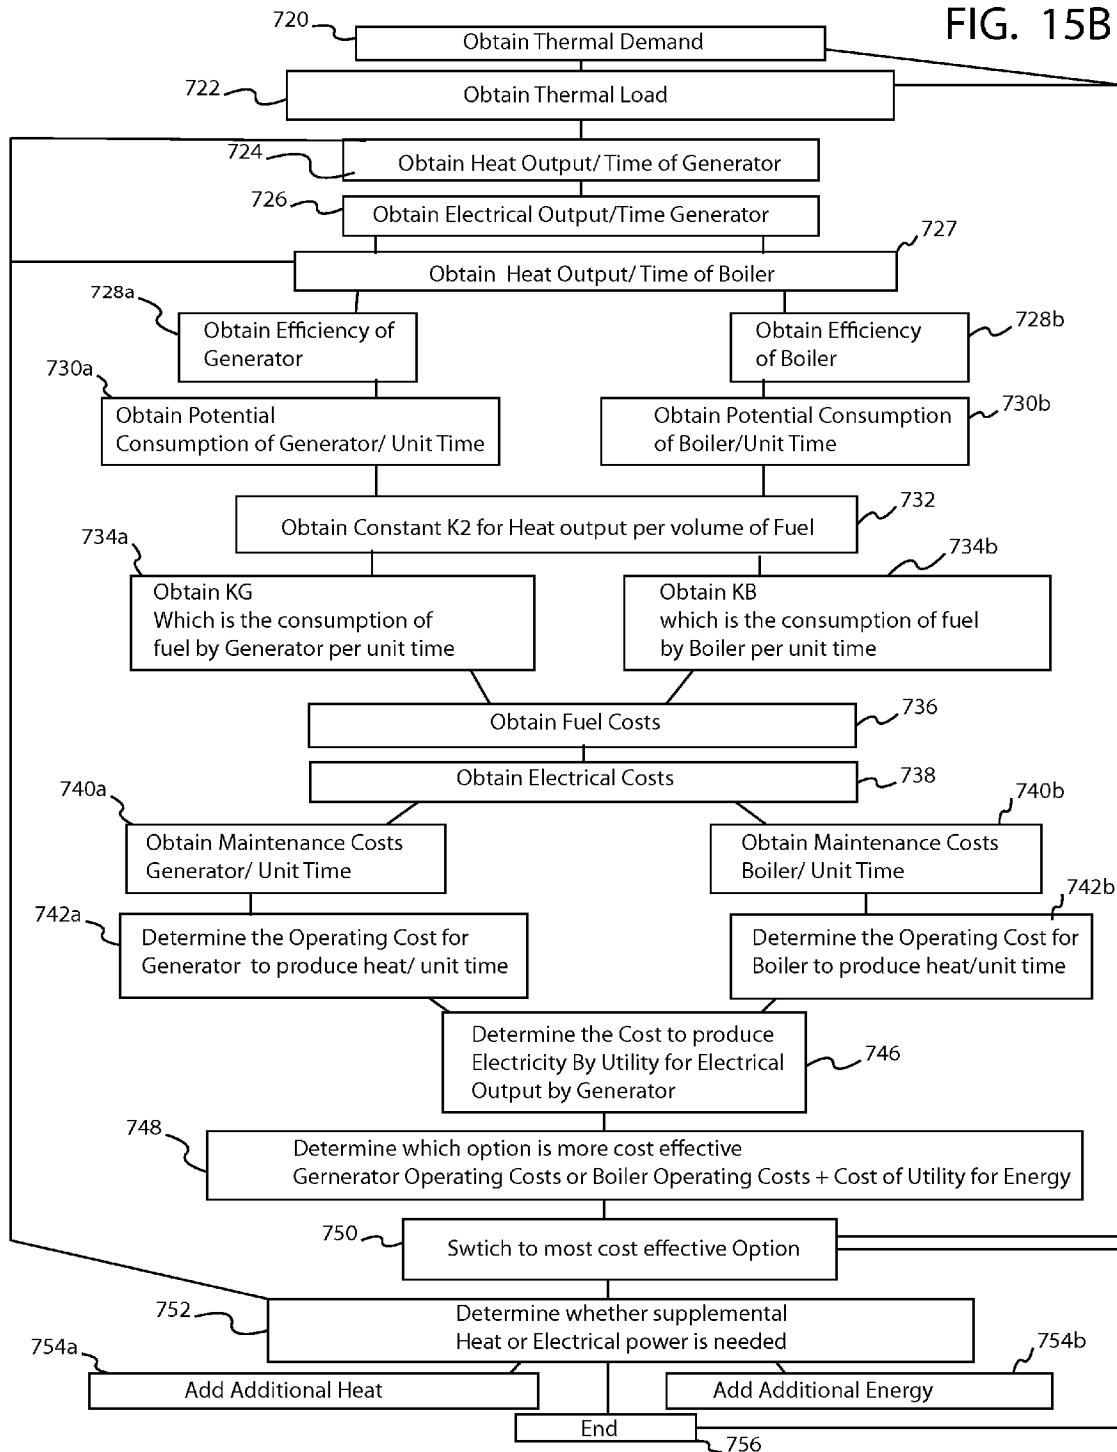 FIG. 15B
720
Obtain Thermal Demand
722
Obtain Thermal Load
724
Obtain Heat Output/ Time of Generator
726
Obtain Electrical Output/Time Generator
727
Obtain Heat Output/ Time of Boiler
728a
Obtain Efficiency of
Generator
728b
Obtain Efficiency
of Boiler
730a
Obtain Potential
Consumption of Generator/ Unit Time
730b
Obtain Potential Consumption
of Boiler/Unit Time
732
Obtain Constant K2 for Heat output per volume of Fuel
734a
Obtain KG
Which is the consumption of
fuel by Generator per unit time
734b
Obtain KB
which is the consumption of fuel
by Boiler per unit time
736
Obtain Fuel Costs
738
Obtain Electrical Costs
740a
Obtain Maintenance Costs
Generator/ Unit Time
740b
Obtain Maintenance Costs
Boiler/ Unit Time
742a
Determine the Operating Cost for
Generator to produce heat/ unit time
742b
Determine the Operating Cost for
Boiler to produce heat/unit time
746
Determine the Cost to produce
Electricity By Utility for Electrical
Output by Generator
748
Determine which option is more cost effective
Gernerator Operating Costs or Boiler Operating Costs + Cost of Utility for Energy
750
Swtich to most cost effective Option
752
Determine whether supplemental
Heat or Electrical power is needed
754a
Add Additional Heat
754b
Add Additional Energy
End
756